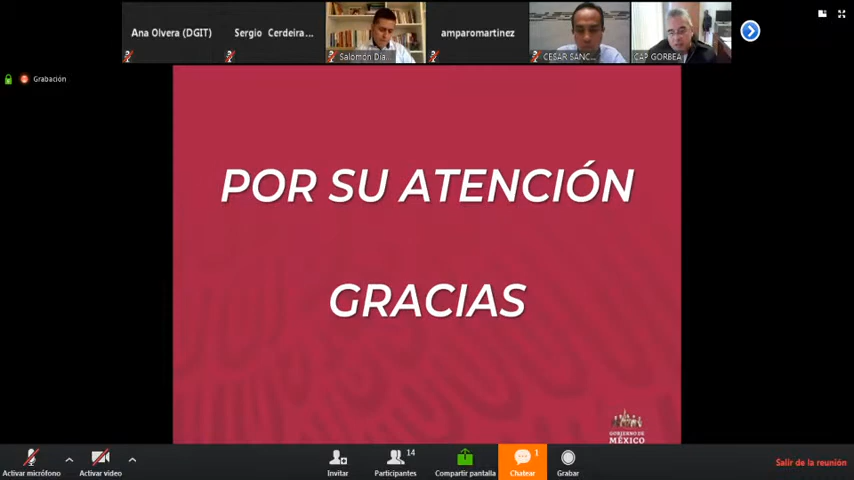 Ana Olvera (DGIT)
Sergio Cerdeira...
Salomón Día...
amparomartinez
CESAR SANC...
CAP GORBEA
Grabación
POR SU ATENCIÓN
GRACIAS
GOBIERNO DE
MÉXICO
Activar micrófono
Activar video
Invitar
14
Participantes
Compartir pantalla
1
Chatear
Grabar
Salir de la reunión